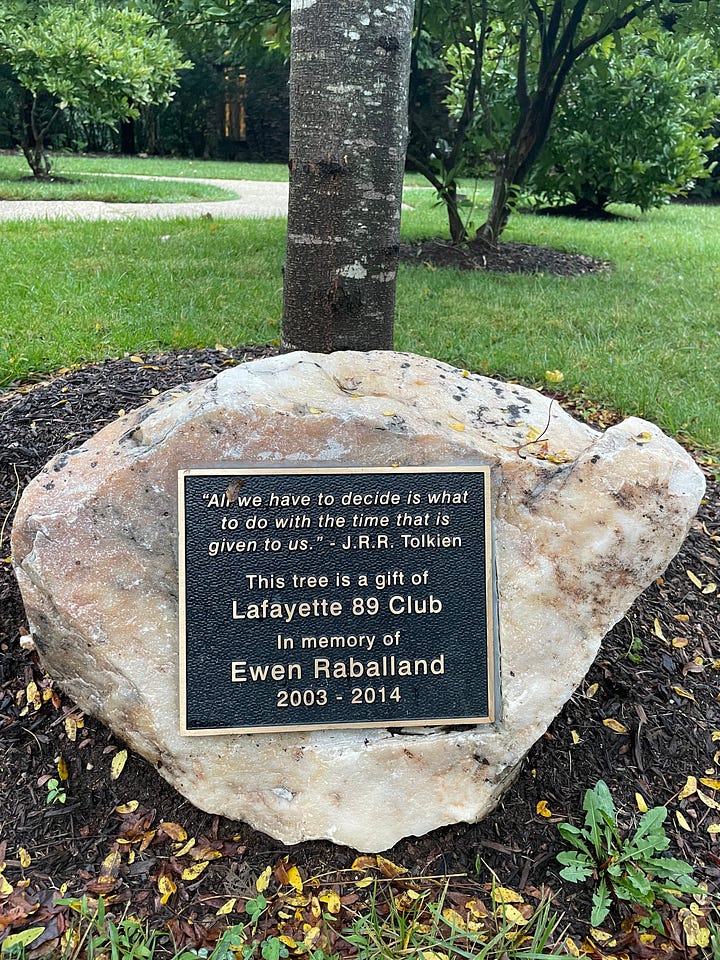 “All we have to decide is what
to do with the time that is
given to us.” - J.R.R. Tolkien
This tree is a gift of
Lafayette 89 Club
In memory of
Ewen Raballand
2003 - 2014